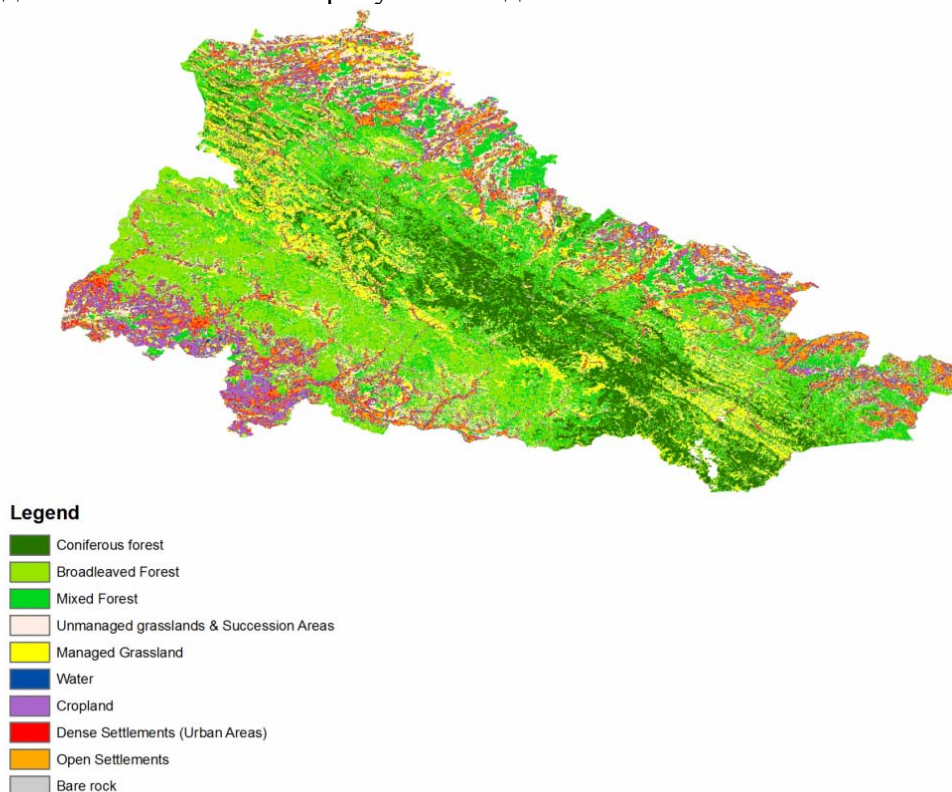 Legend
Coniferous forest
Broadleaved Forest
Mixed Forest
Unmanaged grasslands & Succession Areas
Managed Grassland
Water
Cropland
Dense Settlements (Urban Areas)
Open Settlements
Bare rock